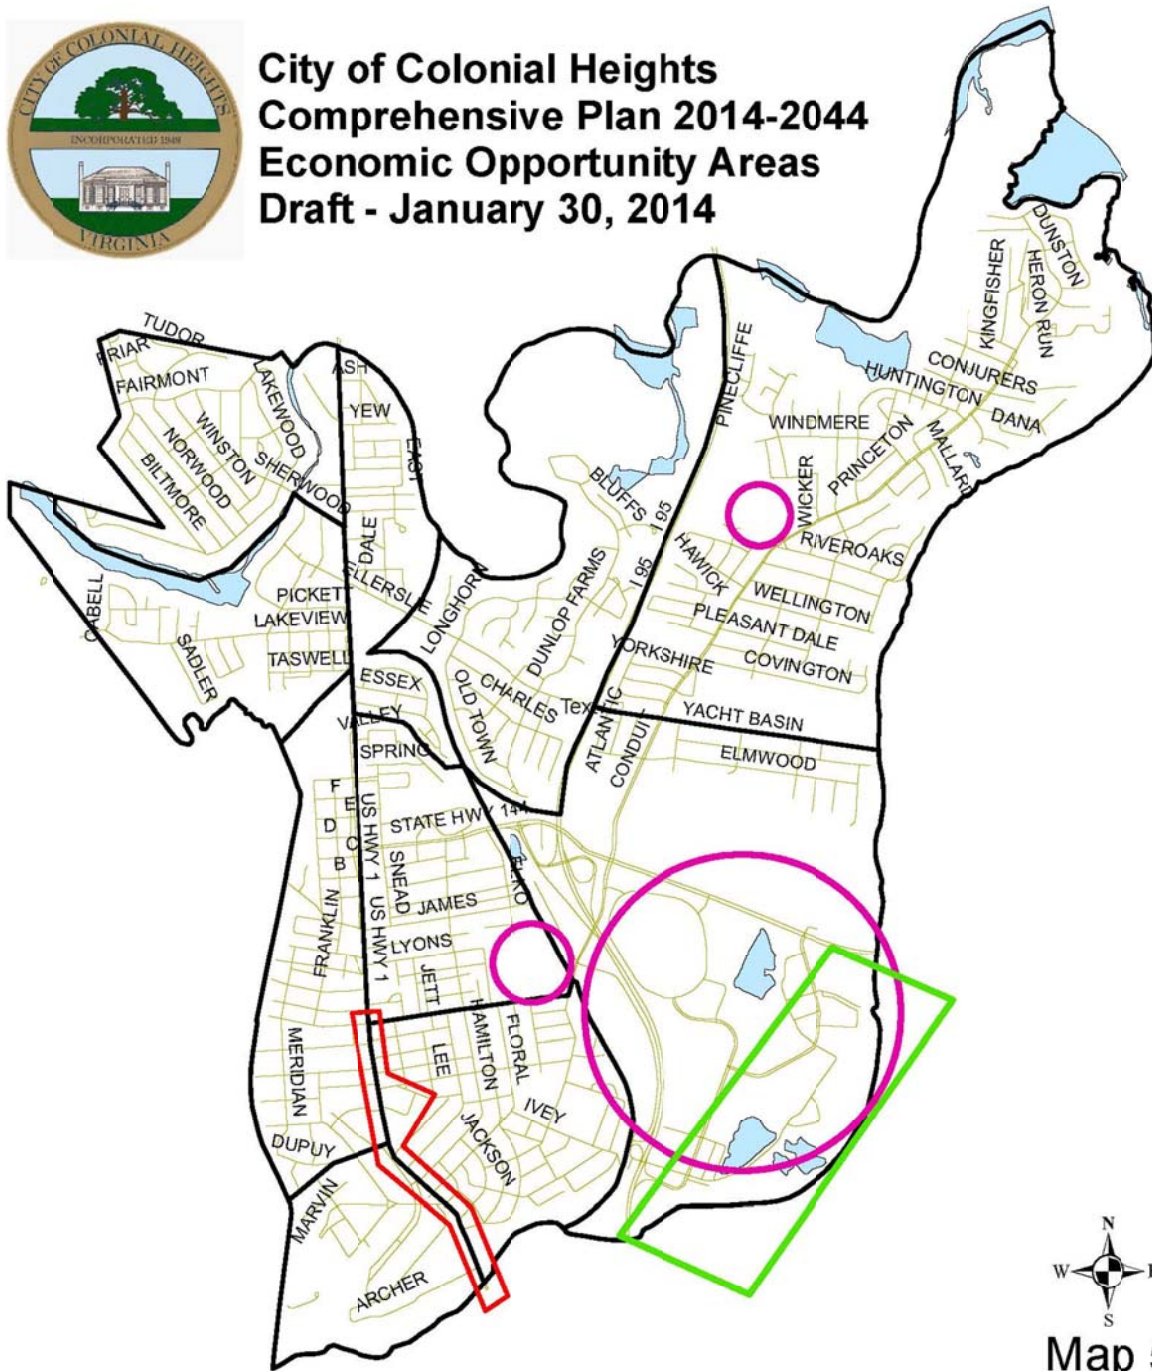 CITY OF COLONIAL HEIGHTS
INCORPORATED 1948
VIRGINIA
City of Colonial Heights
Comprehensive Plan 2014-2044
Economic Opportunity Areas
Draft - January 30, 2014
DUNSTON
KINGFISHER
HERON RUN
TUDOR
FRIAR
FAIRMONT
LAKEWOOD
ASH
YEW
EAST
WINSTON
NORWOOD
BILTMORE
SHERWOOD
PINECLIFFE
CONJURERS
HUNTINGTON
DANA
WINDMERE
PRINCETON
MALLARD
WICKER
BLUFFS
I 95
I 95
RIVEROAKS
HAWICK
WELLINGTON
PLEASANT DALE
COVINGTON
YORKSHIRE
DALE
ELLERSLIE
PICKETT
LAKEVIEW
TASWELL
CABELL
SADLER
LONGHORN
DUNLOP FARMS
ESSEX
OLD TOWN
CHARLES
Tex
ATLANTIC
CONDUIT
YACHT BASIN
ELMWOOD
VALLEY
SPRING
F
E
D
C
B
US HWY 1
STATE HWY 144
SNEAD
ELKO
JAMES
US HWY 1
FRANKLIN
LYONS
JETT
HAMILTON
FLORAL
LEE
MERIDIAN
IVEY
JACKSON
DUPUY
MARVIN
ARCHER
N
W
S
Map